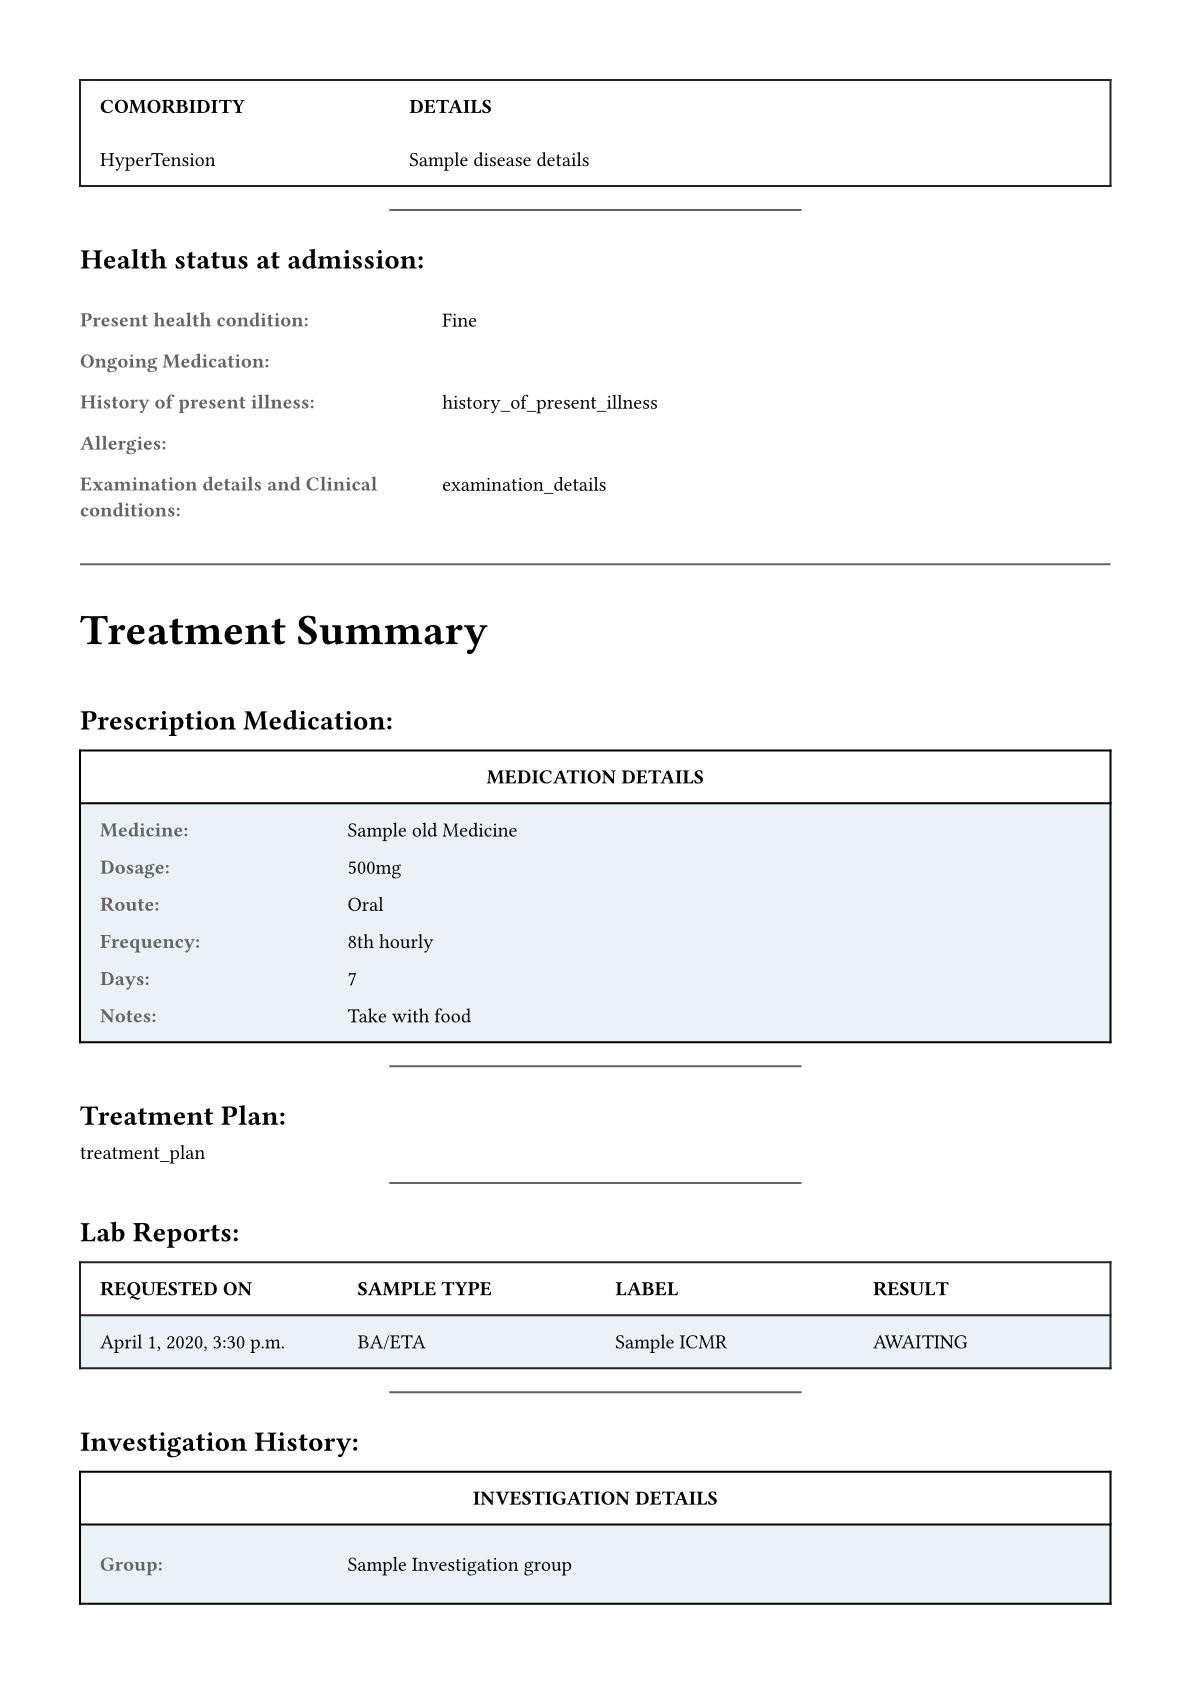 COMORBIDITY DETAILS
HyperTension Sample disease details
Health status at admission:
Present health condition: Fine
Ongoing Medication:
History of present illness: history_of_present_illness
Allergies:
Examination details and Clinical examination_details
conditions:
Treatment Summary
Prescription Medication:
MEDICATION DETAILS
Medicine: Sample old Medicine
Dosage: 500mg
Route: Oral
Frequency: 8th hourly
Days: 7
Notes: Take with food
Treatment Plan:
treatment_plan
Lab Reports:
REQUESTED ON SAMPLE TYPE LABEL RESULT
April 1, 2020, 3:30 p.m. BA/ETA Sample ICMR AWAITING
Investigation History:
INVESTIGATION DETAILS
Group: Sample Investigation group